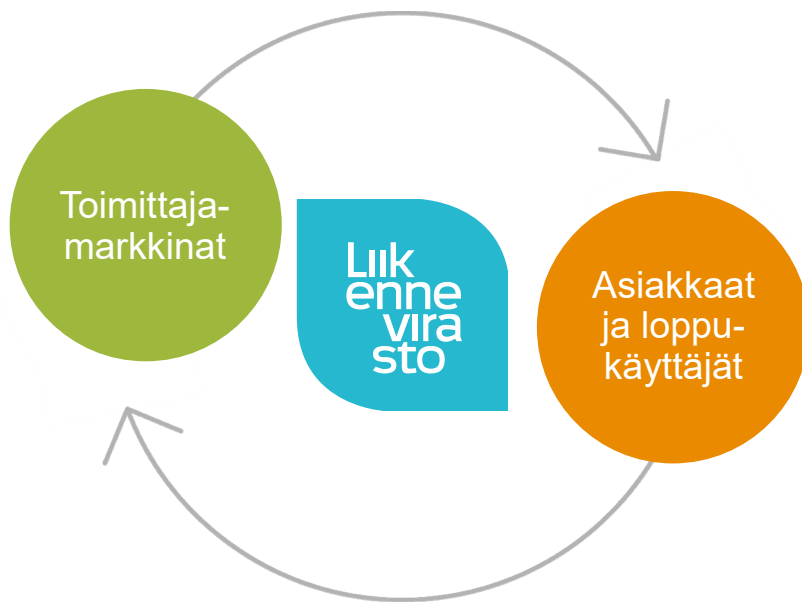 Toimittaja-
markkinat
Liik
enne
vira
sto
Asiakkaat
ja loppu-
käyttäjät